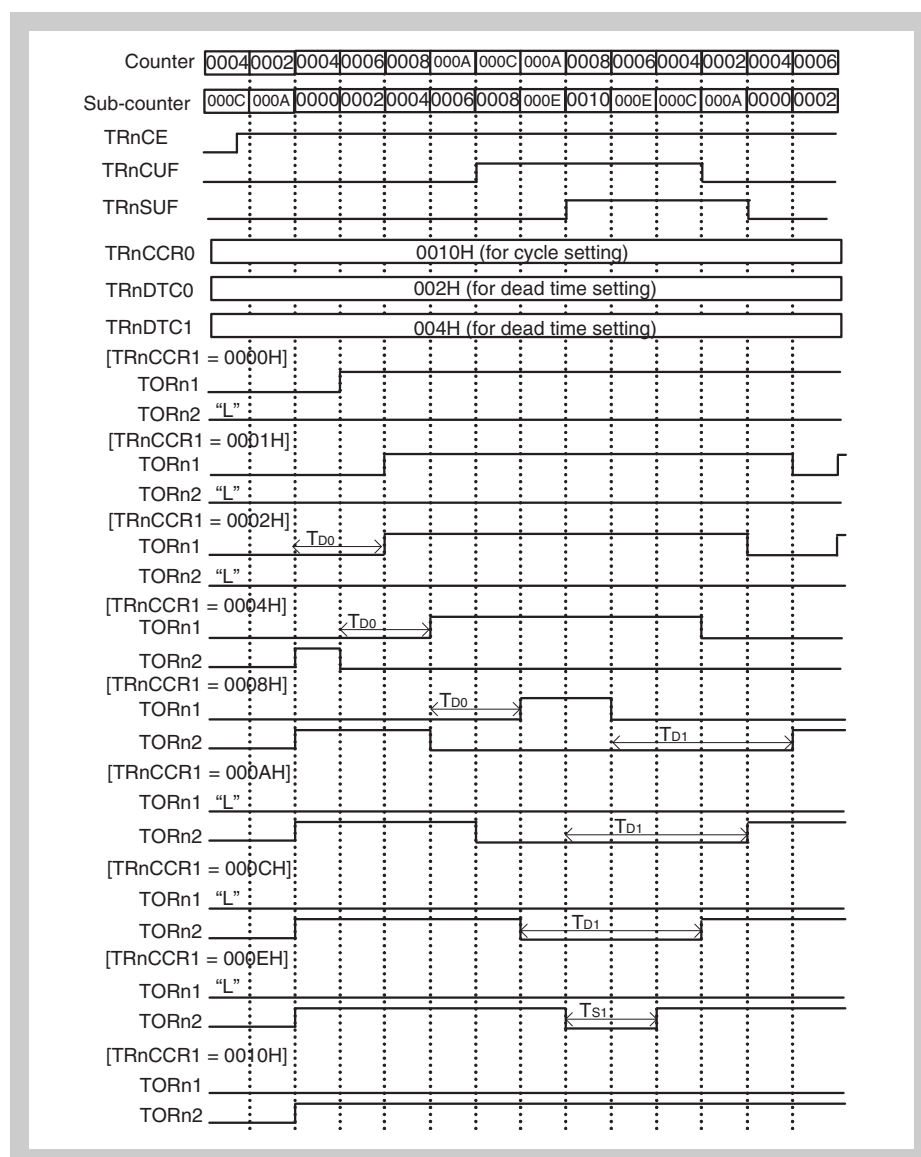 Counter 0004 0002 0004 0006 0008 000A 000C 000A 0008 0006 0004 0002 0004 0006
Sub-counter 000C 000A 0000 0002 0004 0006 0008 000E 0010 000E 000C 000A 0000 0002
TRnCE
TRnCUF
TRnSUF
TRnCCR0 0010H (for cycle setting)
TRnDTC0 002H (for dead time setting)
TRnDTC1 004H (for dead time setting)
[TRnCCR1 = 0000H]
TORn1
TORn2 “L”
[TRnCCR1 = 0001H]
TORn1
TORn2 “L”
[TRnCCR1 = 0002H]
TORn1 TD0
TORn2 “L”
[TRnCCR1 = 0004H]
TORn1 TD0
TORn2
[TRnCCR1 = 0008H]
TORn1 TD0
TORn2 TD1
[TRnCCR1 = 000AH]
TORn1 “L”
TORn2 TD1
[TRnCCR1 = 000CH]
TORn1 “L”
TORn2 TD1
[TRnCCR1 = 000EH]
TORn1 “L”
TORn2 TS1
[TRnCCR1 = 0010H]
TORn1
TORn2